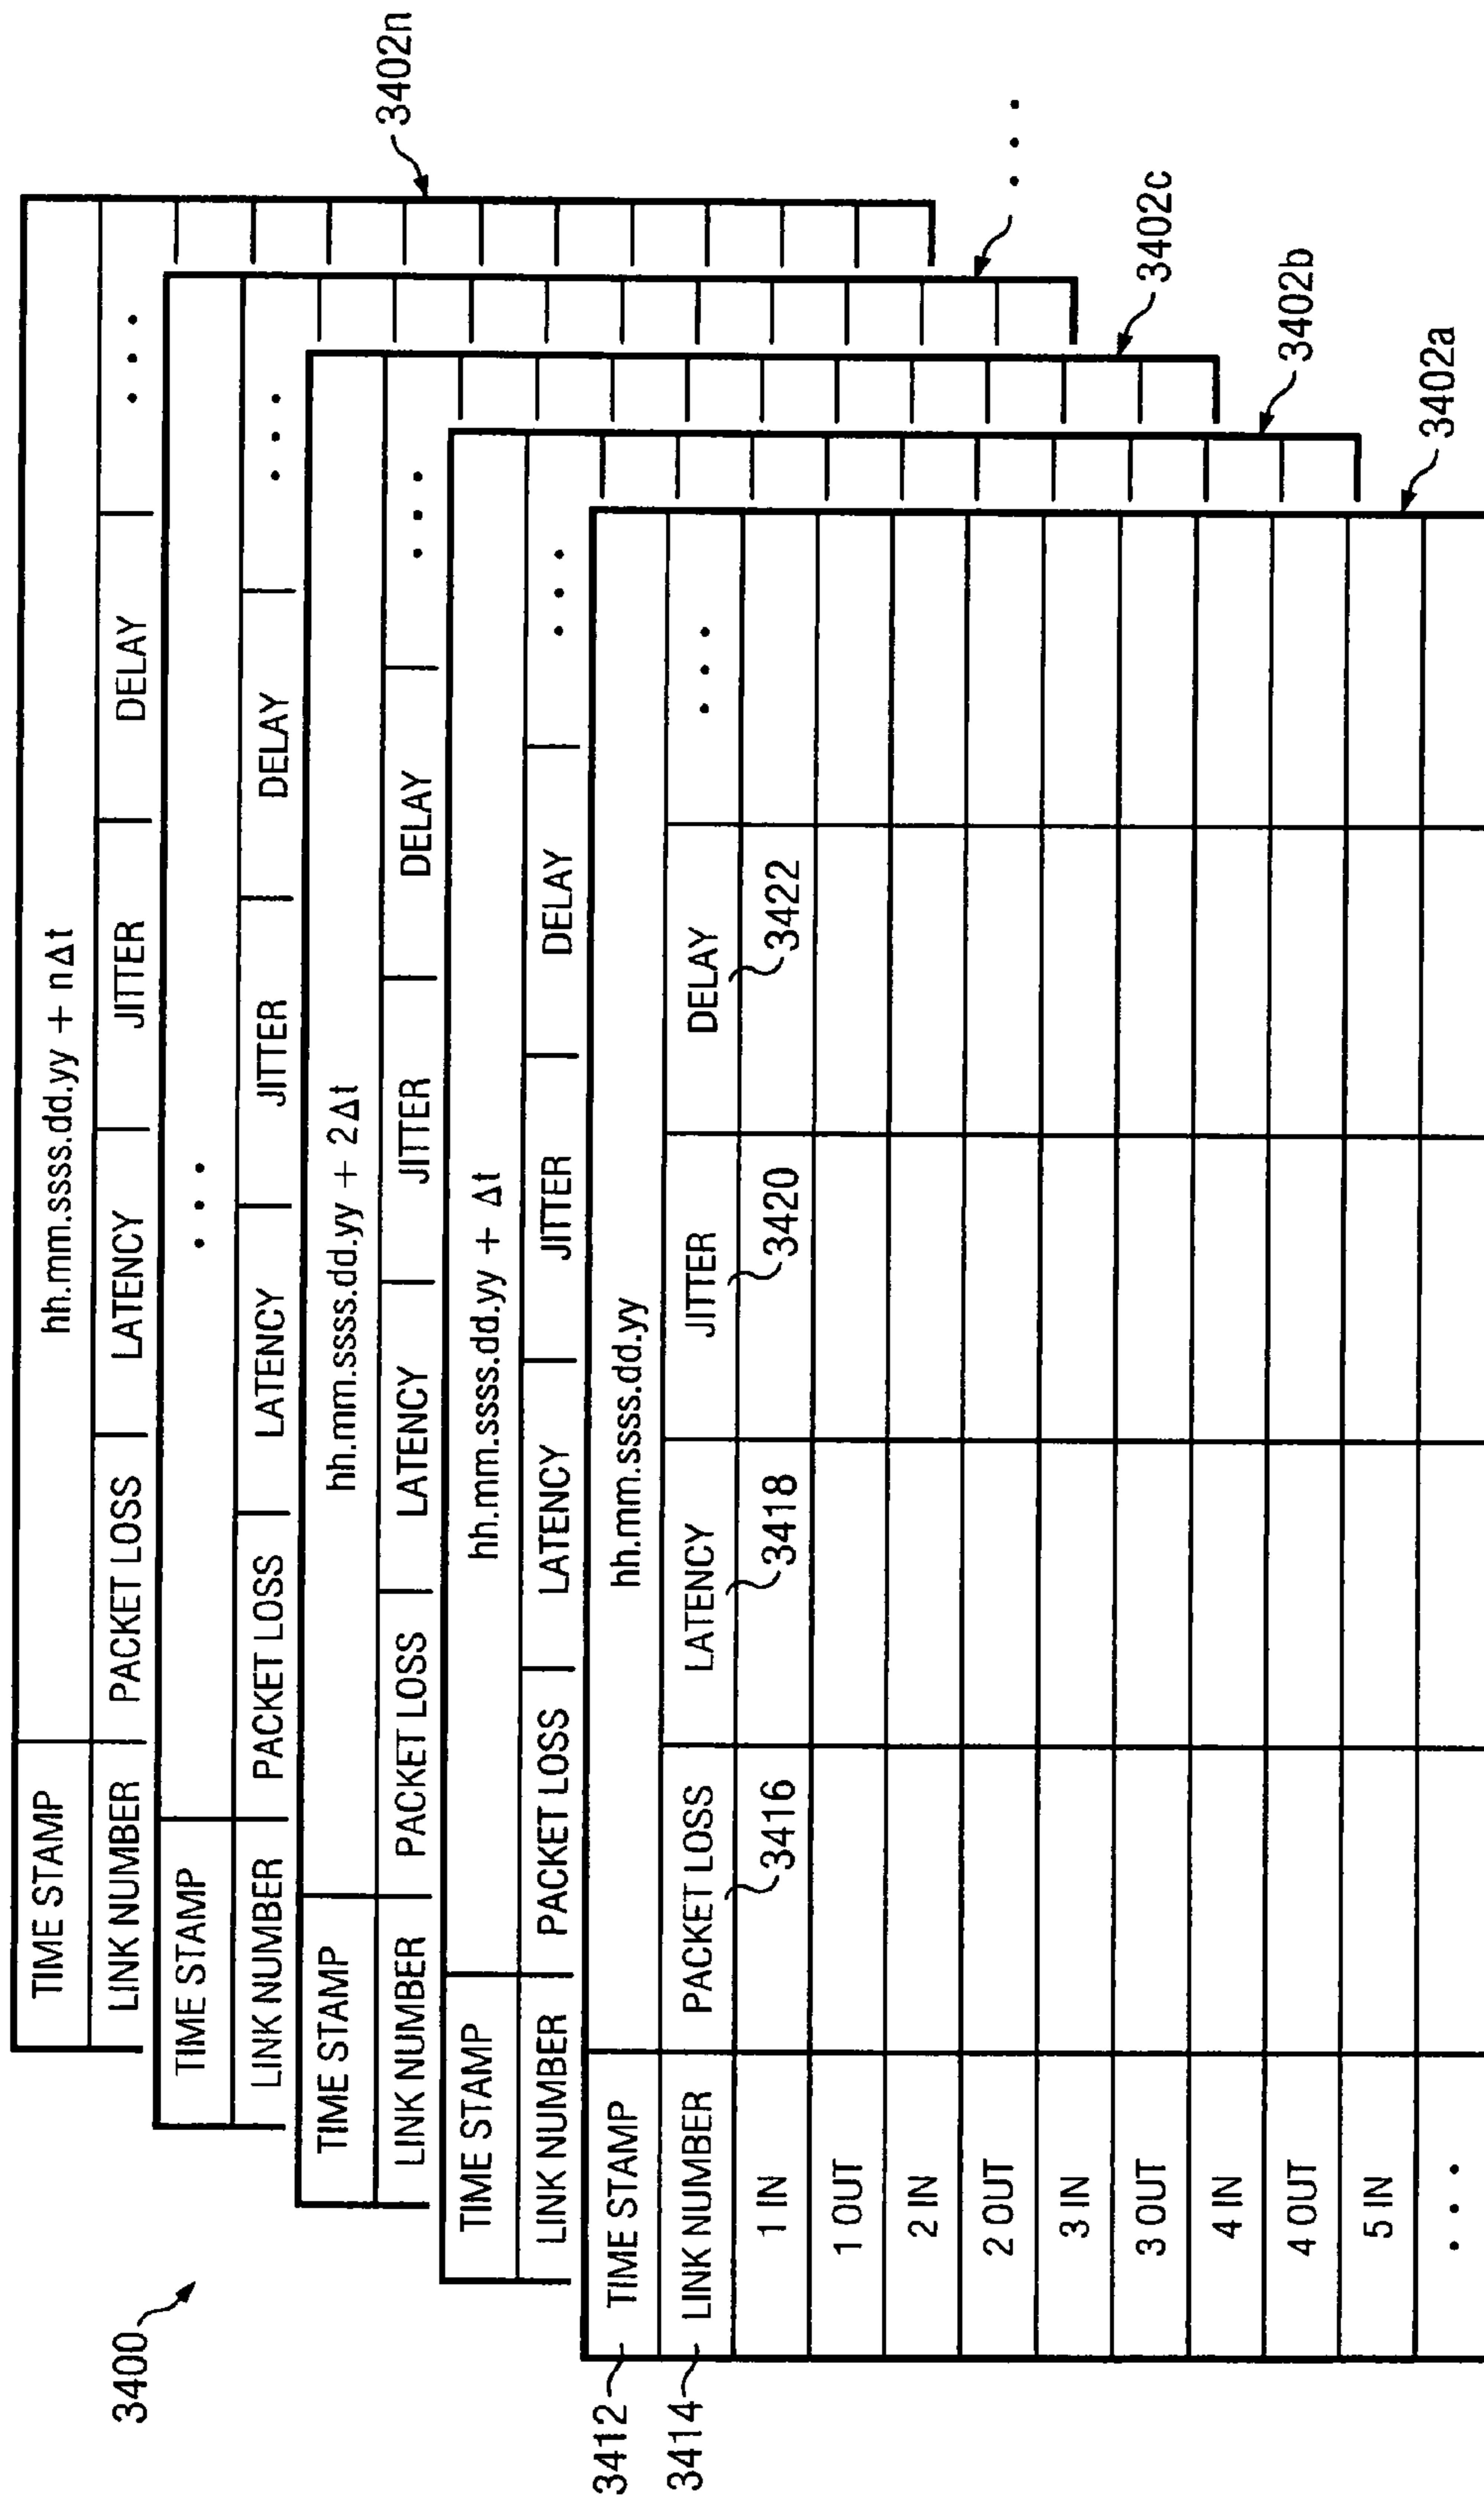 3400
TIME STAMP hh.mm.ssss.dd.yy + nΔt
LINK NUMBER PACKET LOSS LATENCY JITTER DELAY • • •
3402n
TIME STAMP • • •
LINK NUMBER PACKET LOSS LATENCY JITTER DELAY • • •
• • •
TIME STAMP hh.mm.ssss.dd.yy + 2Δt
LINK NUMBER PACKET LOSS LATENCY JITTER DELAY • • •
3402c
TIME STAMP hh.mm.ssss.dd.yy + Δt
LINK NUMBER PACKET LOSS LATENCY JITTER DELAY • • •
3402b
3412 TIME STAMP hh.mm.ssss.dd.yy
3414 LINK NUMBER PACKET LOSS LATENCY JITTER DELAY • • •
1 IN 3416 3418 3420 3422
1 OUT
2 IN
2 OUT
3 IN
3 OUT
4 IN
4 OUT
5 IN
3402a
• • •